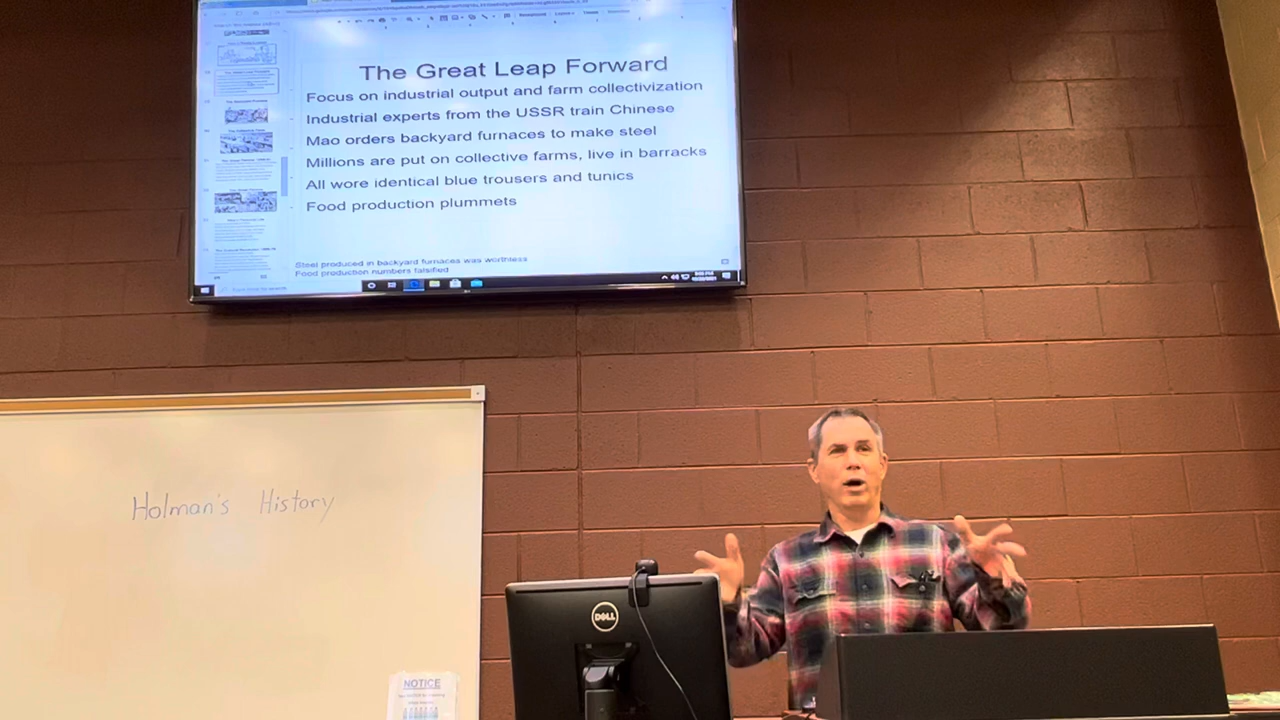 The Great Leap Forward
Focus on industrial output and farm collectivization
Industrial experts from the USSR train Chinese
Mao orders backyard furnaces to make steel
Millions are put on collective farms, live in barracks
All wore identical blue trousers and tunics
Food production plummets
Steel produced in backyard furnaces was worthless
Food production numbers falsified
Holman's History
DELL
NOTICE